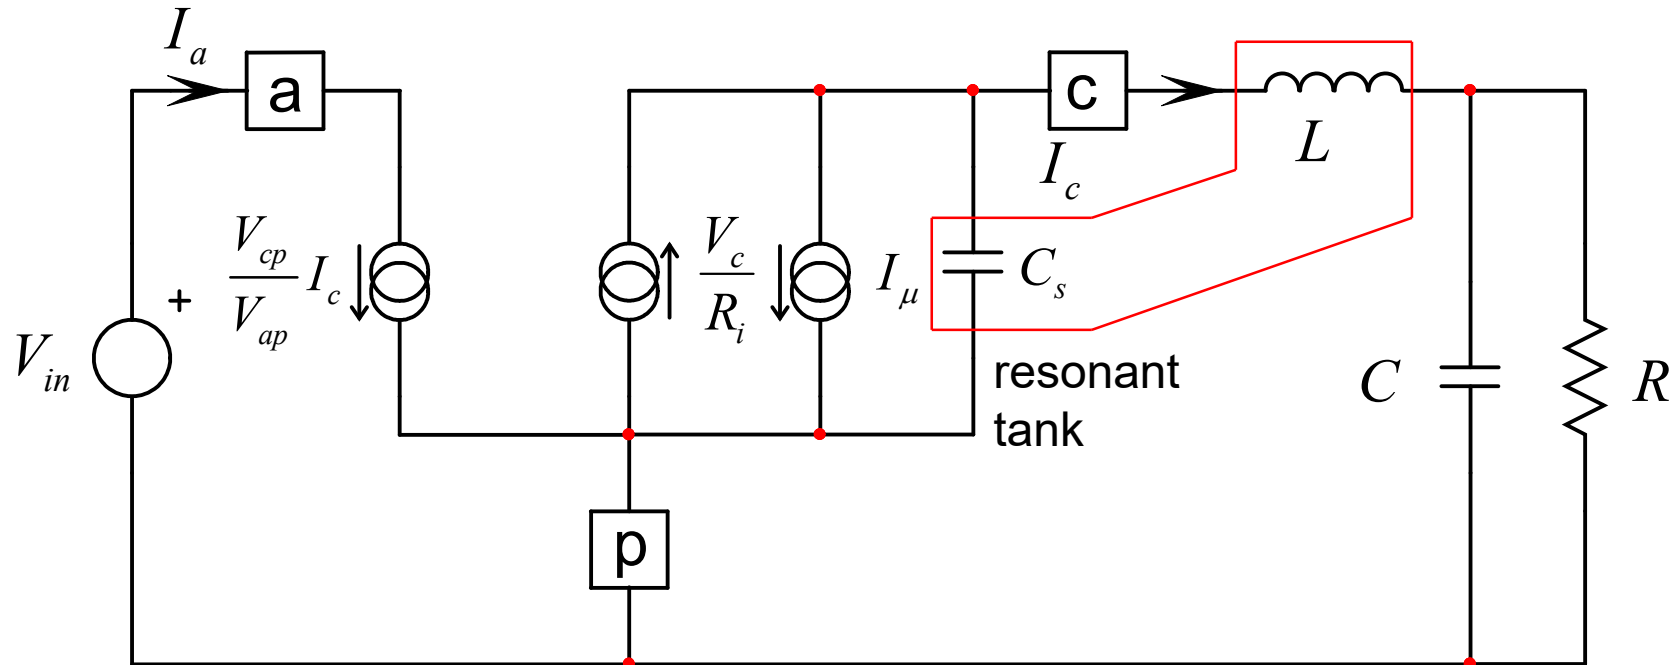 I_a
a
c
L
I_c
V_cp
V_ap
I_c
V_c
R_i
I_μ
C_s
+
V_in
resonant
tank
C
R
p